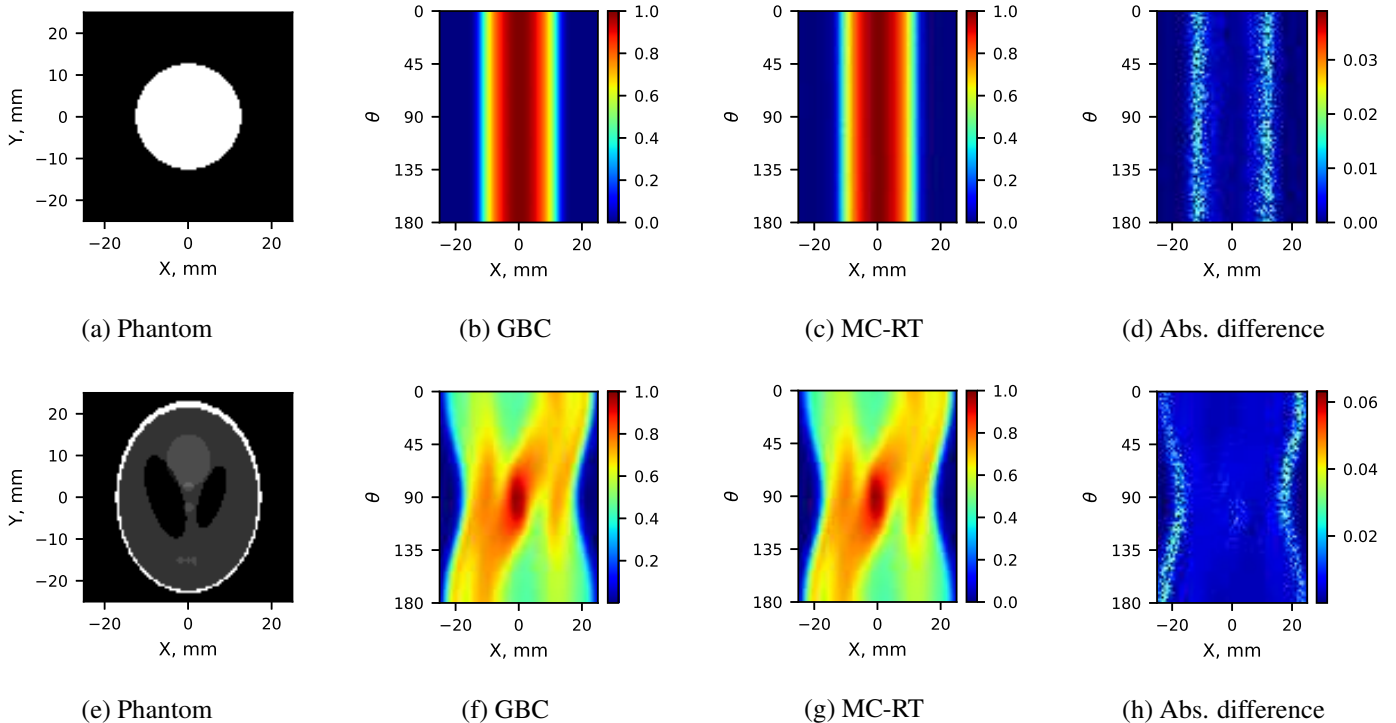 20
10
0
−10
−20
Y, mm
−20 0 20
X, mm
(a) Phantom
0
45
90
135
180
θ
−20 0 20
X, mm
1.0
0.8
0.6
0.4
0.2
0.0
(b) GBC
0
45
90
135
180
θ
−20 0 20
X, mm
1.0
0.8
0.6
0.4
0.2
0.0
(c) MC-RT
0
45
90
135
180
θ
−20 0 20
X, mm
0.03
0.02
0.01
0.00
(d) Abs. difference
20
10
0
−10
−20
Y, mm
−20 0 20
X, mm
(e) Phantom
0
45
90
135
180
θ
−20 0 20
X, mm
1.0
0.8
0.6
0.4
0.2
(f) GBC
0
45
90
135
180
θ
−20 0 20
X, mm
1.0
0.8
0.6
0.4
0.2
0.0
(g) MC-RT
0
45
90
135
180
θ
−20 0 20
X, mm
0.06
0.04
0.02
(h) Abs. difference